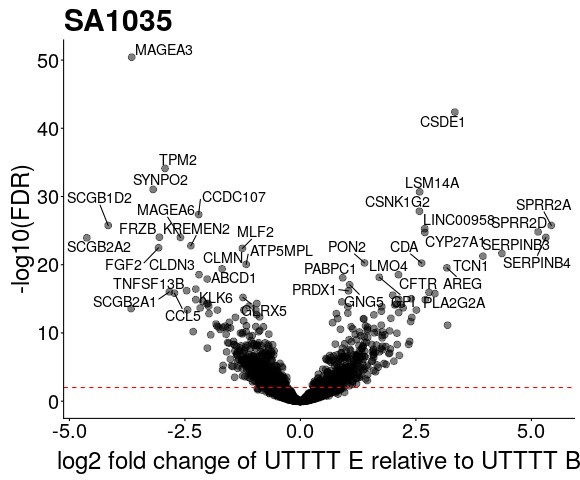 SA1035
MAGEA3
50
CSDE1
40
-log10(FDR)
TPM2
SYNPO2
LSM14A
30
SCGB1D2
CCDC107
CSNK1G2
SPRR2A
MAGEA6
LINC00958
SPRR2D
FRZB
KREMEN2
MLF2
SCGB2A2
PON2
CDA
CYP27A1
SERPINB3
ATP5MPL
FGF2
CLDN3
CLMN
PABPC1
LMO4
TCN1
SERPINB4
20
TNFSF13B
ABCD1
PRDX1
CFTR
AREG
SCGB2A1
KLK6
GNG5
GPI
PLA2G2A
CCL5
GLRX5
10
0
-5.0
-2.5
0.0
2.5
5.0
log2 fold change of UTTTT E relative to UTTTT B